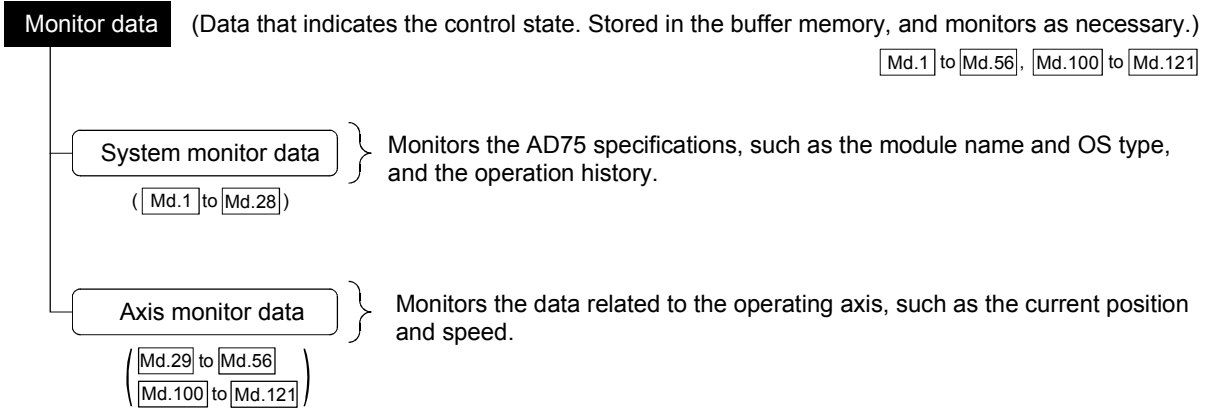 Monitor data (Data that indicates the control state. Stored in the buffer memory, and monitors as necessary.)
Md.1 to Md.56, Md.100 to Md.121
System monitor data
(Md.1 to Md.28)
Monitors the AD75 specifications, such as the module name and OS type,
and the operation history.
Axis monitor data
(Md.29 to Md.56
Md.100 to Md.121)
Monitors the data related to the operating axis, such as the current position
and speed.